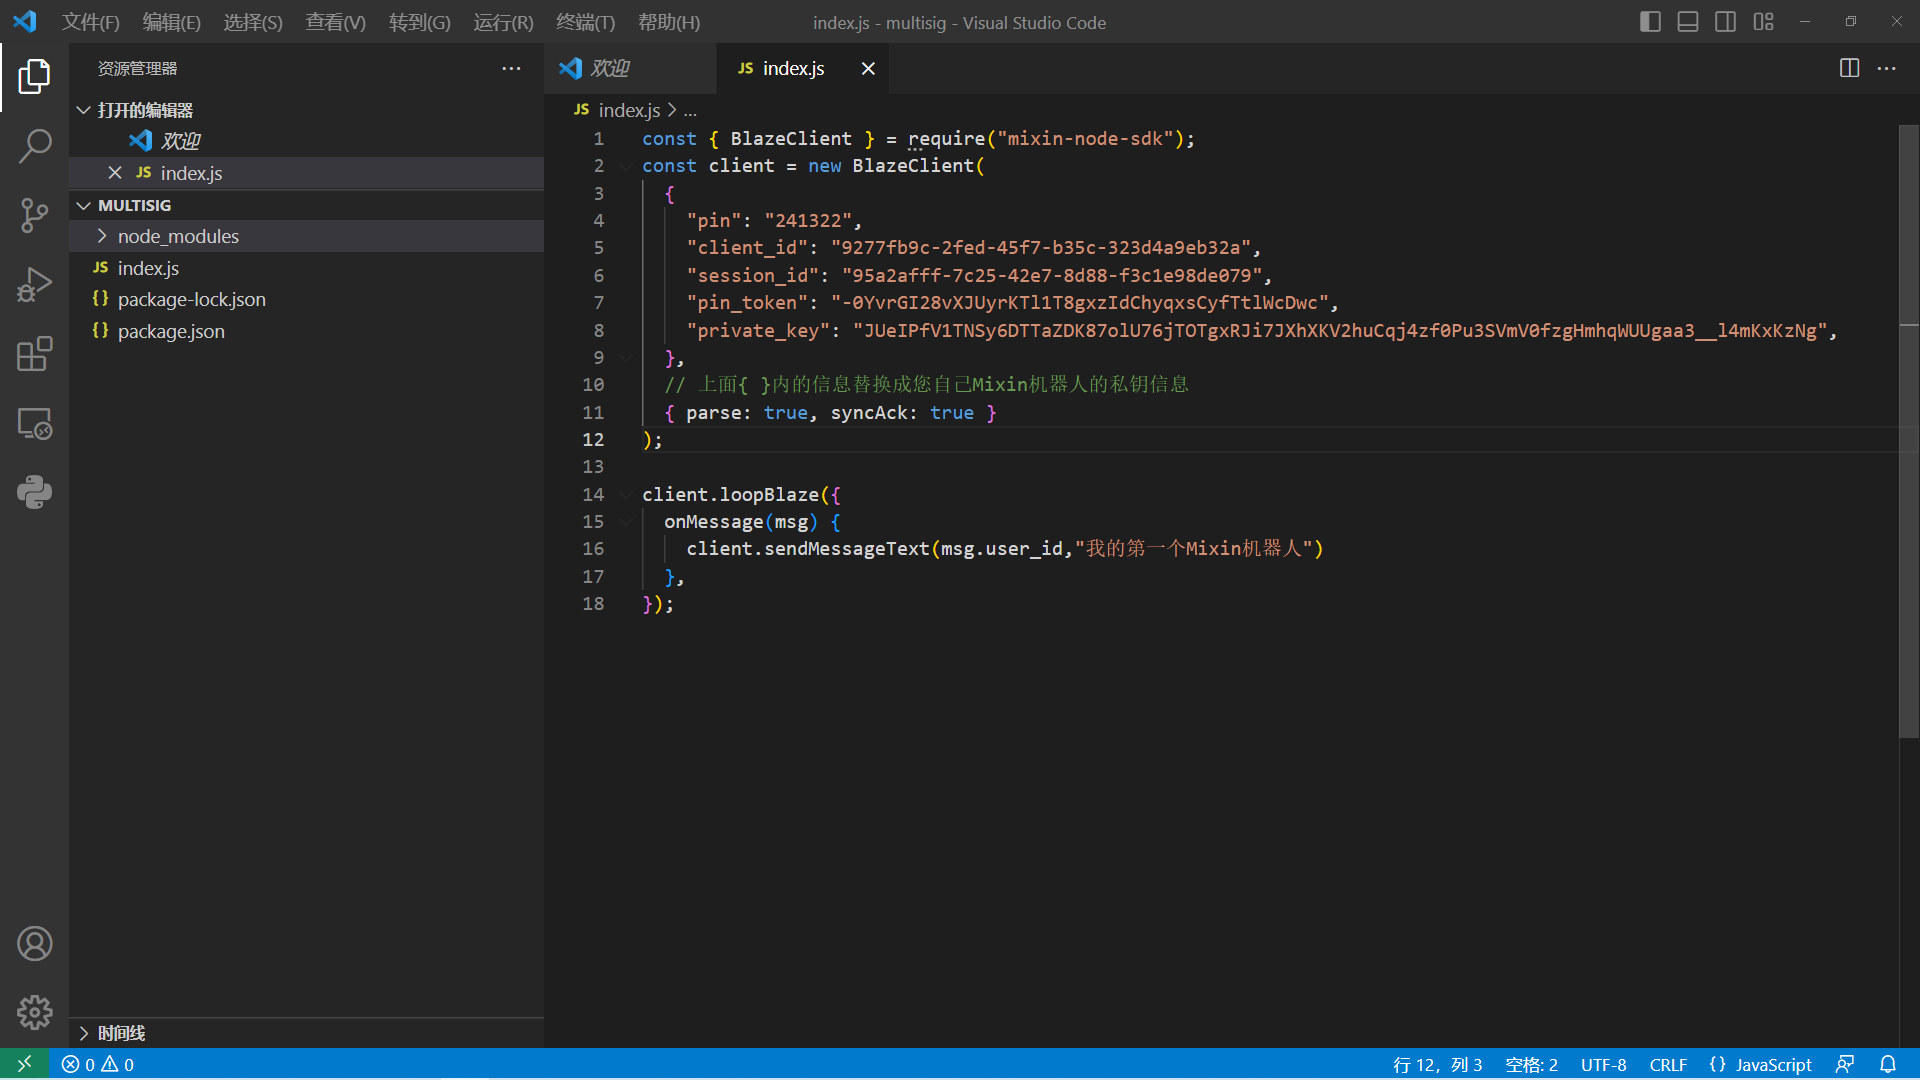 文件(F) 编辑(E) 选择(S) 查看(V) 转到(G) 运行(R) 终端(T) 帮助(H) index.js - multisig - Visual Studio Code
资源管理器
打开的编辑器
欢迎
index.js
MULTISIG
node_modules
JS index.js
{} package-lock.json
{} package.json
时间线
欢迎 JS index.js
JS index.js > ...
1 const { BlazeClient } = require("mixin-node-sdk");
2 const client = new BlazeClient(
3 {
4 "pin": "241322",
5 "client_id": "9277fb9c-2fed-45f7-b35c-323d4a9eb32a",
6 "session_id": "95a2afff-7c25-42e7-8d88-f3c1e98de079",
7 "pin_token": "-0YvrGI28vXJUyrKTl1T8gxzIdChyqxsCyfTtlWcDwc",
8 "private_key": "JUeIPfV1TNSy6DTTaZDK87olU76jTOTgxRJi7JXhXKV2huCqj4zf0Pu3SVmV0fzgHmhqWUUgaa3__l4mKxKzNg",
9 },
10 // 上面{ }内的信息替换成您自己Mixin机器人的私钥信息
11 { parse: true, syncAck: true }
12 );
13
14 client.loopBlaze({
15 onMessage(msg) {
16 client.sendMessageText(msg.user_id,"我的第一个Mixin机器人")
17 },
18 });
0 0 行 12，列 3 空格: 2 UTF-8 CRLF {} JavaScript